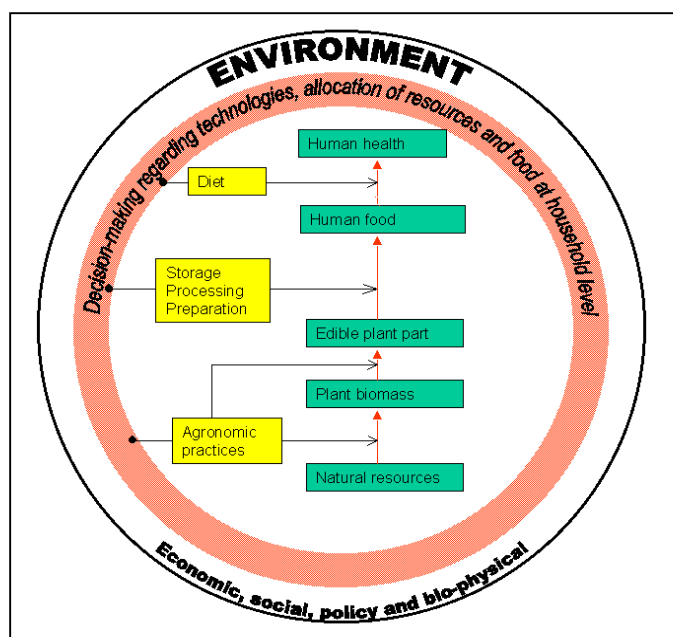 ENVIRONMENT
Decision-making regarding technologies, allocation of resources and food at household level
Human health
Diet
Human food
Storage
Processing
Preparation
Edible plant part
Plant biomass
Agronomic
practices
Natural resources
Economic, social, policy and bio-physical